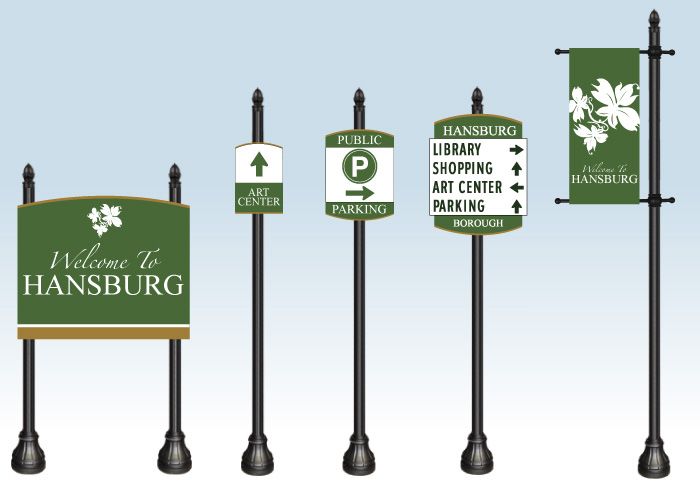 Welcome To
HANSBURG
ART
CENTER
PUBLIC
P
PARKING
HANSBURG
LIBRARY
SHOPPING
ART CENTER
PARKING
BOROUGH
Welcome To
HANSBURG